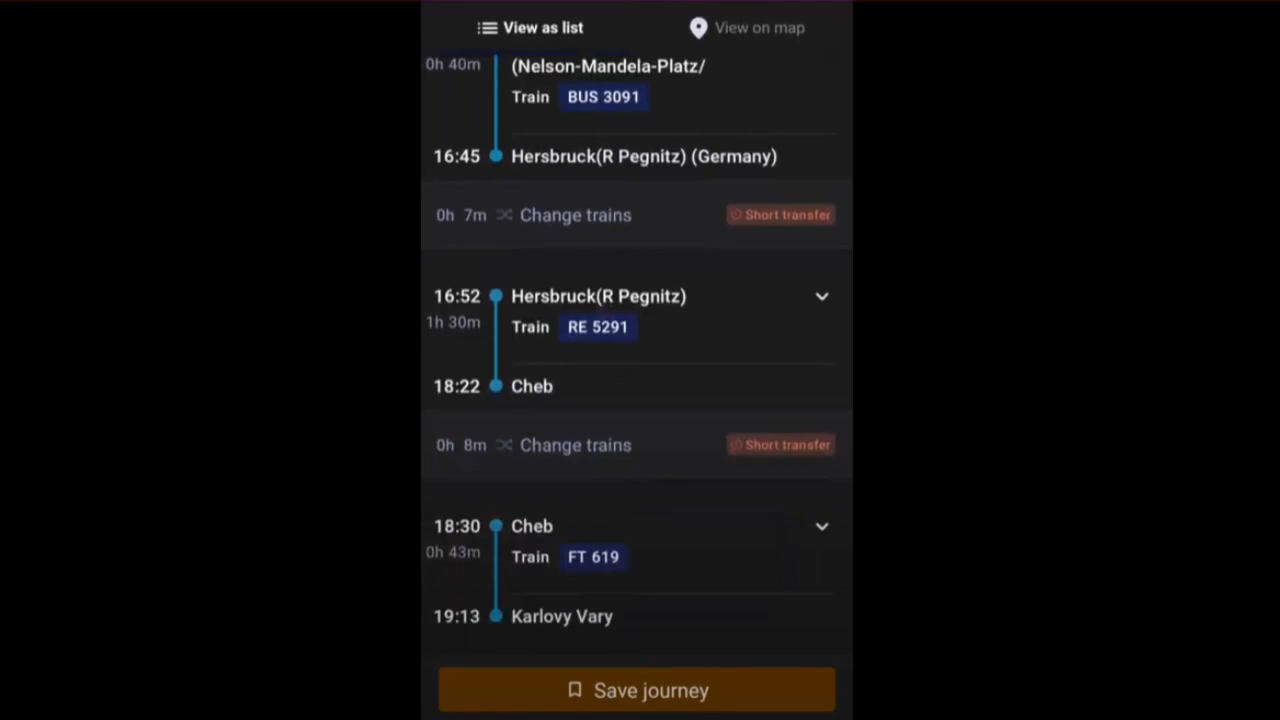 View as list View on map
0h 40m (Nelson-Mandela-Platz/
Train BUS 3091
16:45 Hersbruck(R Pegnitz) (Germany)
0h 7m Change trains Short transfer
16:52 Hersbruck(R Pegnitz)
1h 30m Train RE 5291
18:22 Cheb
0h 8m Change trains Short transfer
18:30 Cheb
0h 43m Train FT 619
19:13 Karlovy Vary
Save journey